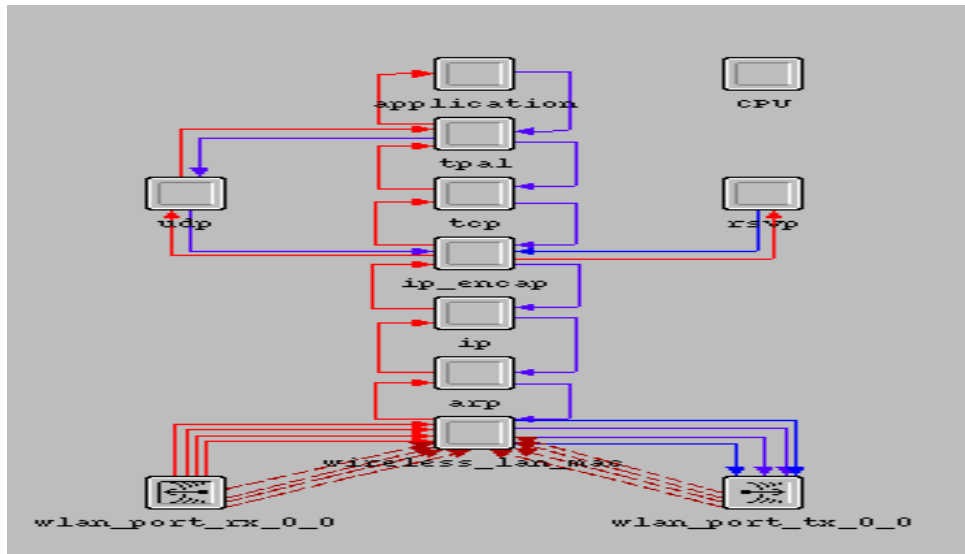 application
CPU
tpal
udp
tcp
rsvp
ip_encap
ip
arp
wireless_lan_mac
wlan_port_rx_0_0
wlan_port_tx_0_0